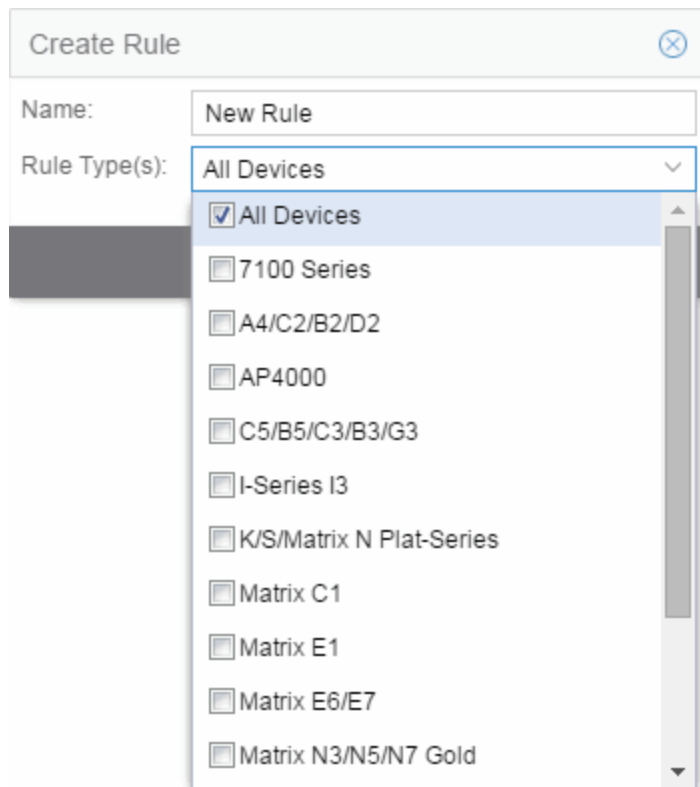 Create Rule
Name: New Rule
Rule Type(s): All Devices
All Devices
7100 Series
A4/C2/B2/D2
AP4000
C5/B5/C3/B3/G3
I-Series I3
K/S/Matrix N Plat-Series
Matrix C1
Matrix E1
Matrix E6/E7
Matrix N3/N5/N7 Gold